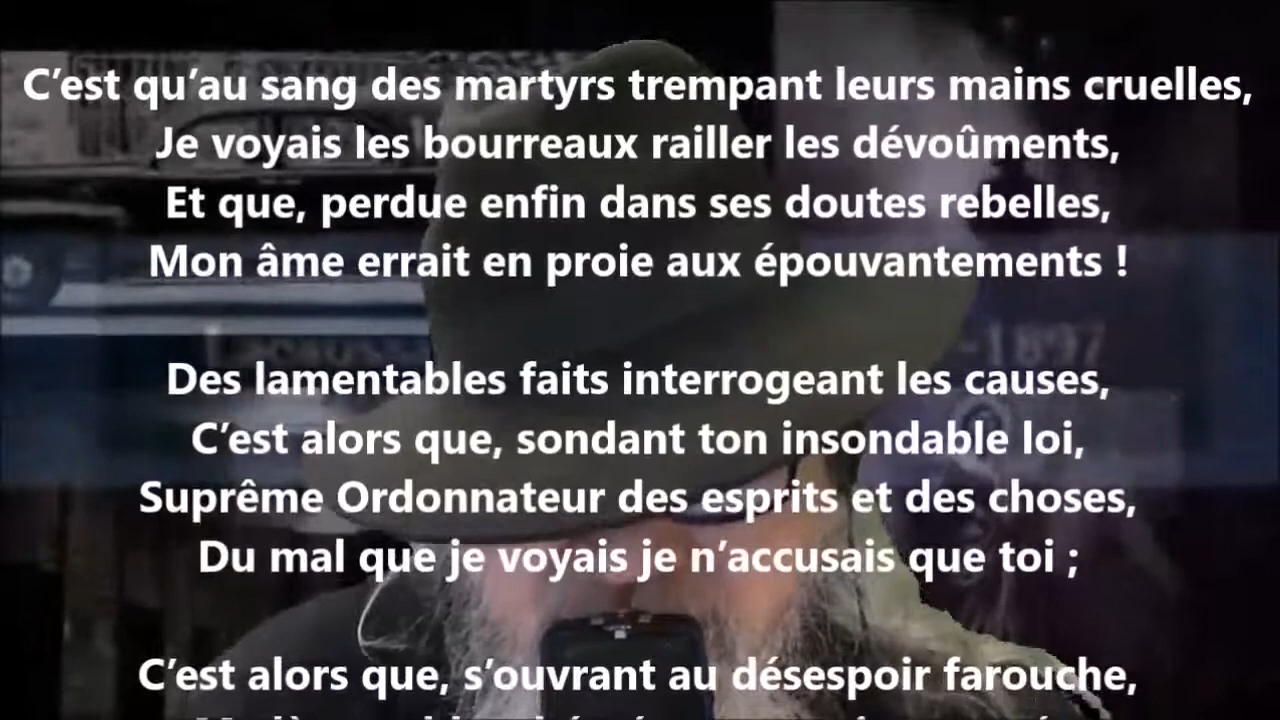 C’est qu’au sang des martyrs trempant leurs mains cruelles,
Je voyais les bourreaux railler les dévoûments,
Et que, perdue enfin dans ses doutes rebelles,
Mon âme errait en proie aux épouvantements !
Des lamentables faits interrogeant les causes,
C’est alors que, sondant ton insondable loi,
Suprême Ordonnateur des esprits et des choses,
Du mal que je voyais je n’accusais que toi ;
C’est alors que, s’ouvrant au désespoir farouche,
-1897